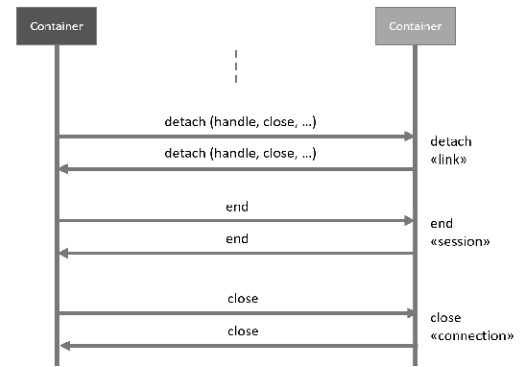 Container
Container
detach (handle, close, ...)
detach (handle, close, ...)
detach
«link»
end
end
end
«session»
close
close
close
«connection»